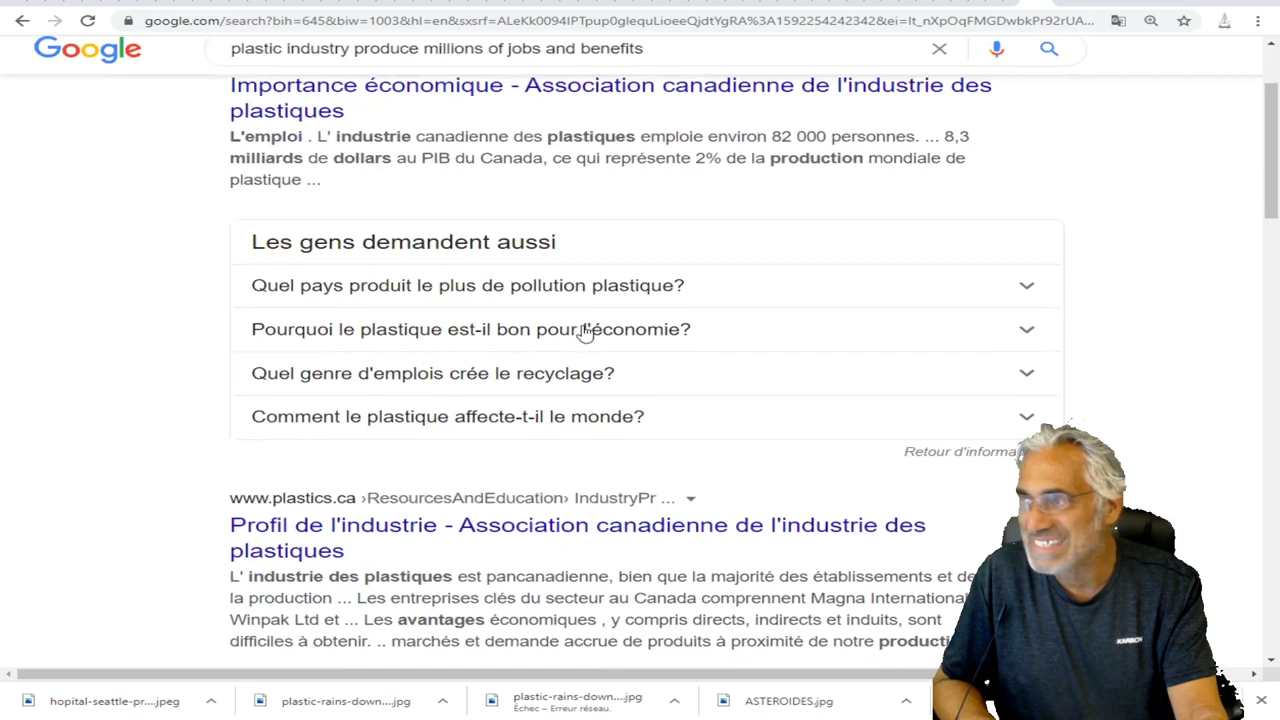 google.com/search?bih=645&biw=1003&hl=en&sxsrf=
Google
plastic industry produce millions of jobs and benefits
Importance économique - Association canadienne de l'industrie des
plastiques
L'emploi . L' industrie canadienne des plastiques emploie environ 82 000 personnes. ... 8,3
milliards de dollars au PIB du Canada, ce qui représente 2% de la production mondiale de
plastique ...
Les gens demandent aussi
Quel pays produit le plus de pollution plastique?
Pourquoi le plastique est-il bon pour l'économie?
Quel genre d'emplois crée le recyclage?
Comment le plastique affecte-t-il le monde?
Retour d'informa
www.plastics.ca ›ResourcesAndEducation› IndustryPr ...
Profil de l'industrie - Association canadienne de l'industrie des
plastiques
L' industrie des plastiques est pancanadienne, bien que la majorité des établissements et de
la production ... Les entreprises clés du secteur au Canada comprennent Magna International
Winpak Ltd et ... Les avantages économiques , y compris directs, indirects et induits, sont
difficiles à obtenir. .. marchés et demande accrue de produits à proximité de notre producti
KARBON
hopital-seattle-pr....jpeg
plastic-rains-down....jpg
plastic-rains-down....jpg
Échec – Erreur réseau.
ASTEROIDES.jpg